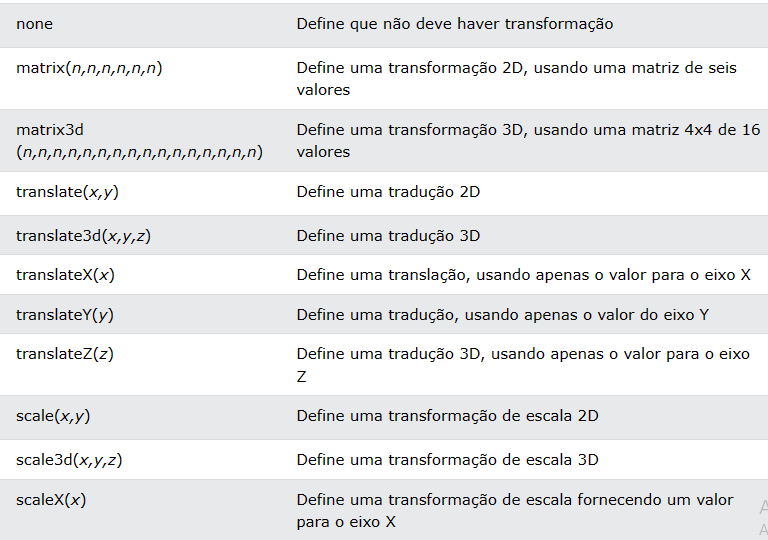 none Define que não deve haver transformação
matrix(n,n,n,n,n,n) Define uma transformação 2D, usando uma matriz de seis
valores
matrix3d Define uma transformação 3D, usando uma matriz 4x4 de 16
(n,n,n,n,n,n,n,n,n,n,n,n,n,n,n,n) valores
translate(x,y) Define uma tradução 2D
translate3d(x,y,z) Define uma tradução 3D
translateX(x) Define uma translação, usando apenas o valor para o eixo X
translateY(y) Define uma tradução, usando apenas o valor do eixo Y
translateZ(z) Define uma tradução 3D, usando apenas o valor para o eixo
Z
scale(x,y) Define uma transformação de escala 2D
scale3d(x,y,z) Define uma transformação de escala 3D
scaleX(x) Define uma transformação de escala fornecendo um valor
para o eixo X